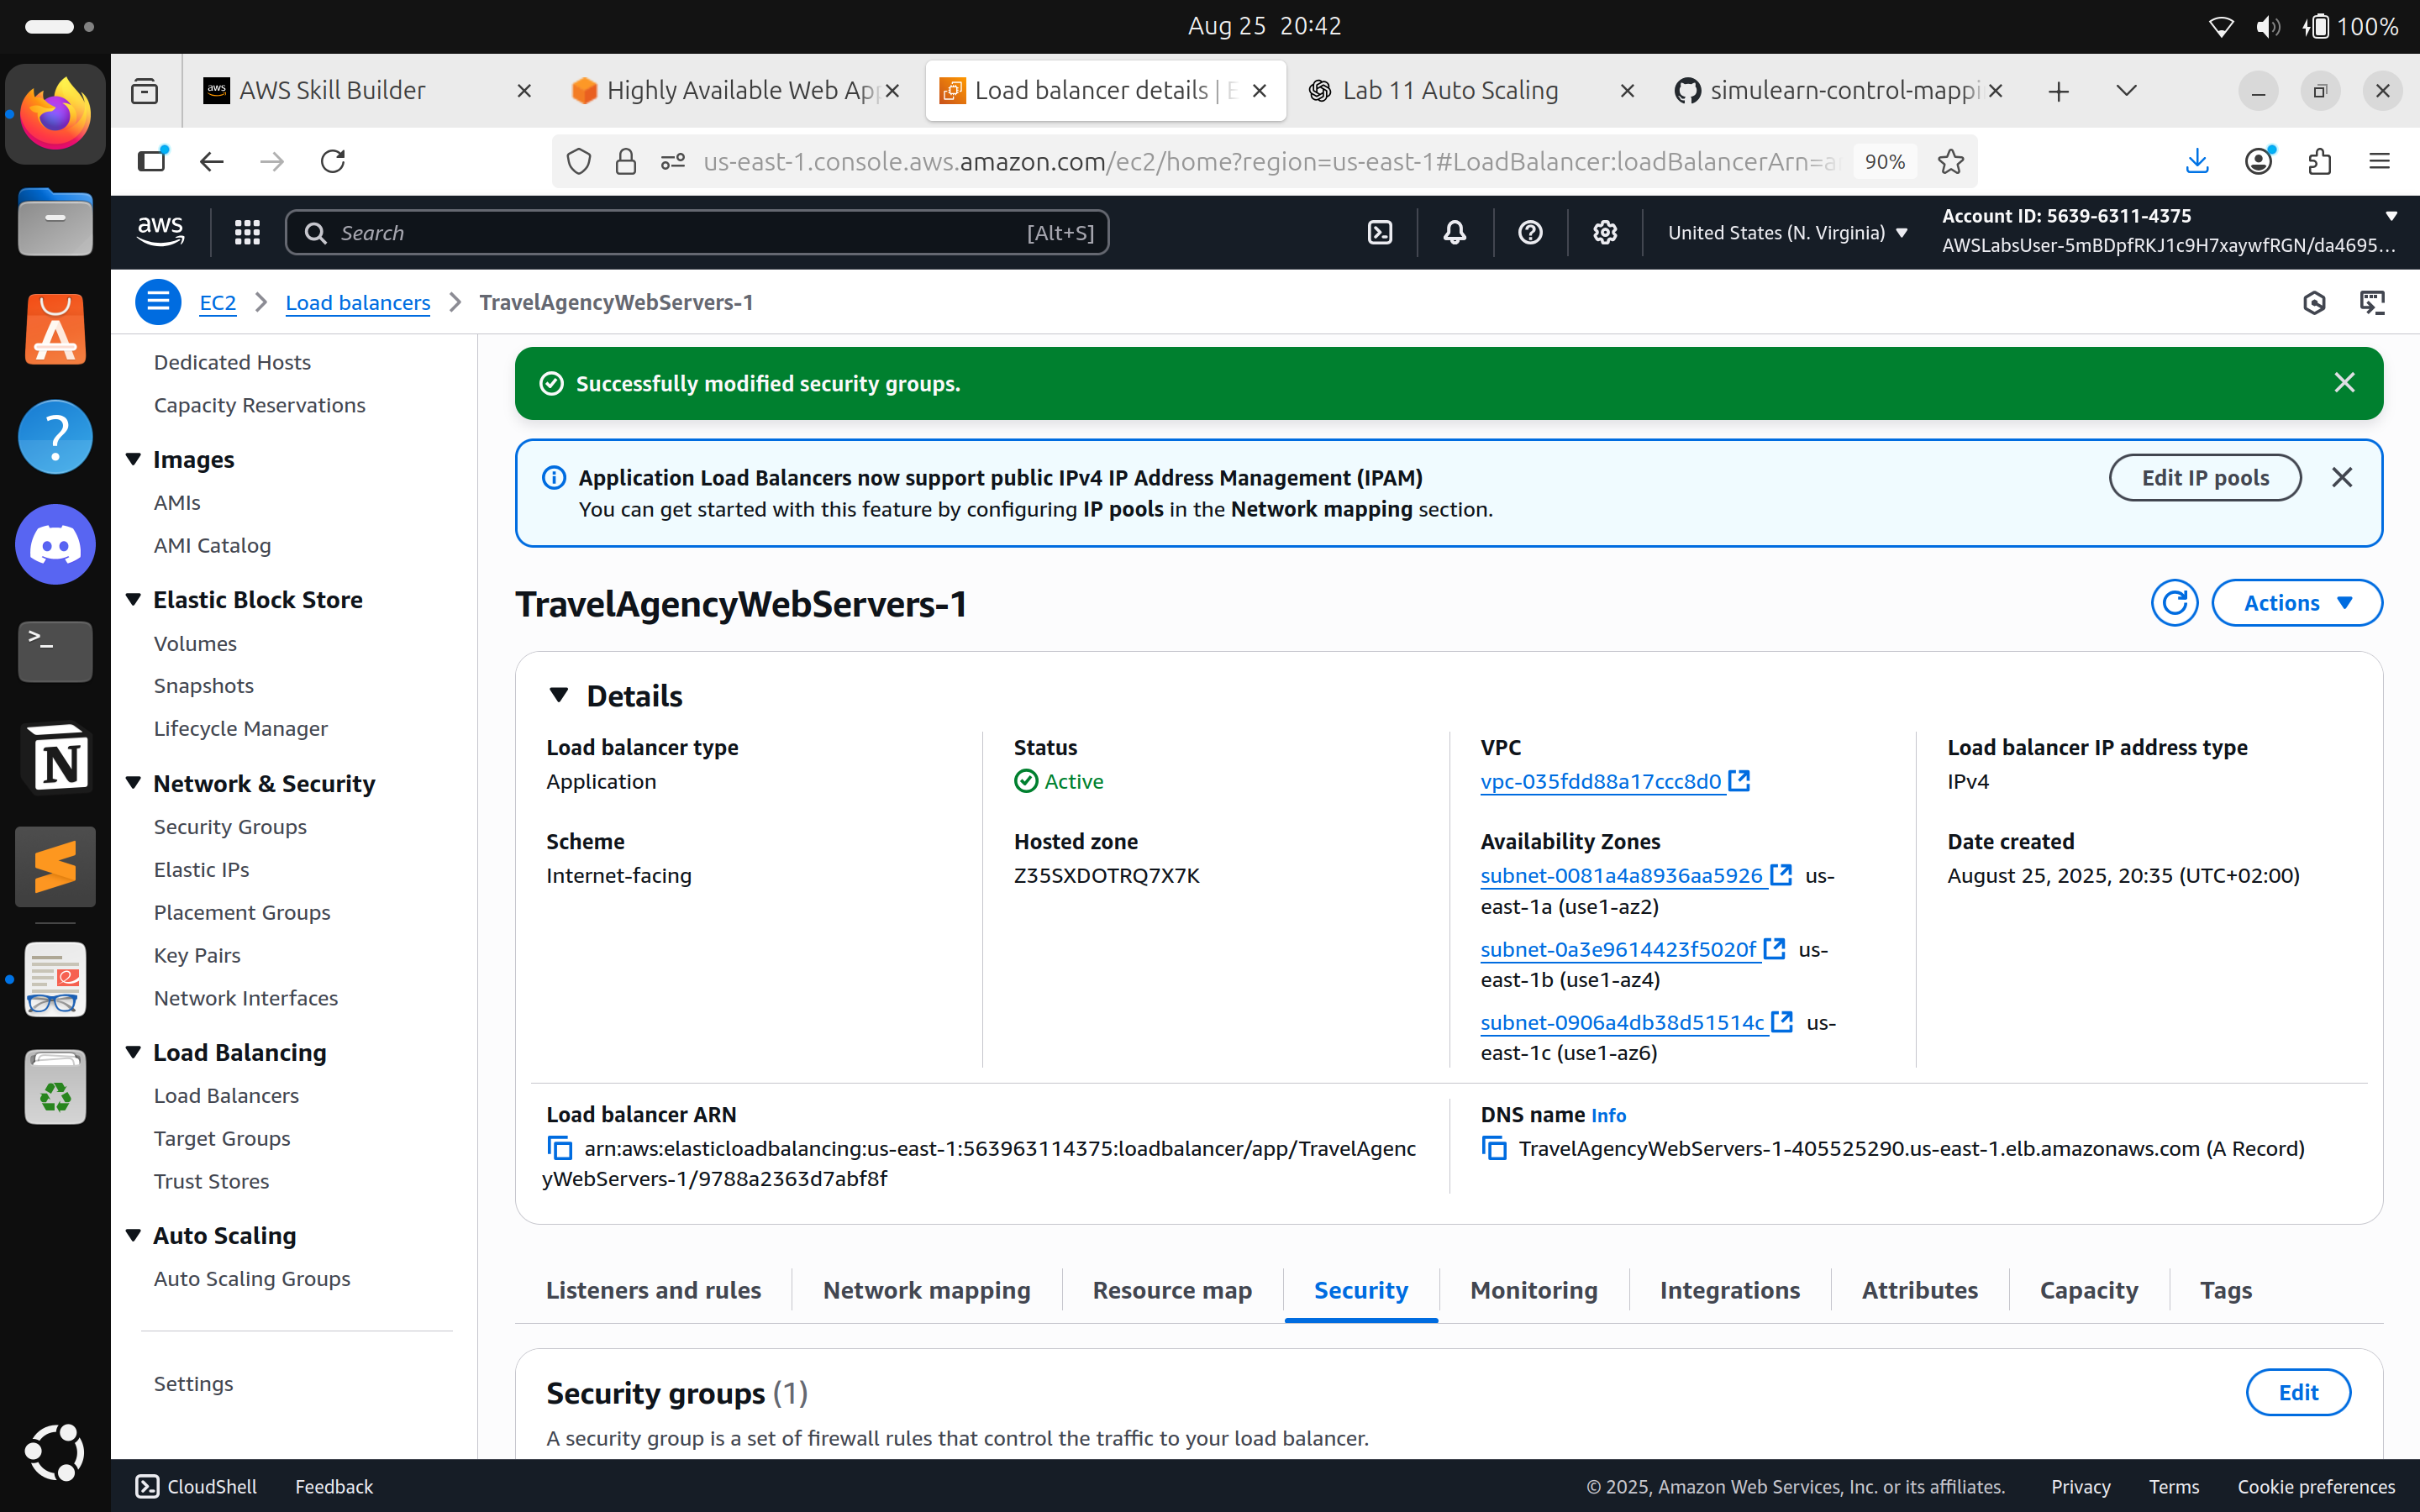 Aug 25 20:42
100%
AWS Skill Builder
Highly Available Web App
Load balancer details | E
Lab 11 Auto Scaling
simulearn-control-mappi
us-east-1.console.aws.amazon.com/ec2/home?region=us-east-1#LoadBalancer:loadBalancerArn=a
90%
aws
Search
[Alt+S]
United States (N. Virginia)
Account ID: 5639-6311-4375
AWSLabsUser-5mBDpfRKJ1c9H7xaywfRGN/da4695...
EC2
Load balancers
TravelAgencyWebServers-1
Dedicated Hosts
Capacity Reservations
Images
AMIs
AMI Catalog
Elastic Block Store
Volumes
Snapshots
Lifecycle Manager
Network & Security
Security Groups
Elastic IPs
Placement Groups
Key Pairs
Network Interfaces
Load Balancing
Load Balancers
Target Groups
Trust Stores
Auto Scaling
Auto Scaling Groups
Settings
Successfully modified security groups.
Application Load Balancers now support public IPv4 IP Address Management (IPAM)
You can get started with this feature by configuring IP pools in the Network mapping section.
Edit IP pools
TravelAgencyWebServers-1
Actions
Details
Load balancer type
Application
Status
Active
VPC
vpc-035fdd88a17ccc8d0
Load balancer IP address type
IPv4
Scheme
Internet-facing
Hosted zone
Z35SXDOTRQ7X7K
Availability Zones
subnet-0081a4a8936aa5926 us-
east-1a (use1-az2)
subnet-0a3e9614423f5020f us-
east-1b (use1-az4)
subnet-0906a4db38d51514c us-
east-1c (use1-az6)
Date created
August 25, 2025, 20:35 (UTC+02:00)
Load balancer ARN
arn:aws:elasticloadbalancing:us-east-1:563963114375:loadbalancer/app/TravelAgenc
yWebServers-1/9788a2363d7abf8f
DNS name Info
TravelAgencyWebServers-1-405525290.us-east-1.elb.amazonaws.com (A Record)
Listeners and rules
Network mapping
Resource map
Security
Monitoring
Integrations
Attributes
Capacity
Tags
Security groups (1)
Edit
A security group is a set of firewall rules that control the traffic to your load balancer.
CloudShell
Feedback
© 2025, Amazon Web Services, Inc. or its affiliates.
Privacy
Terms
Cookie preferences